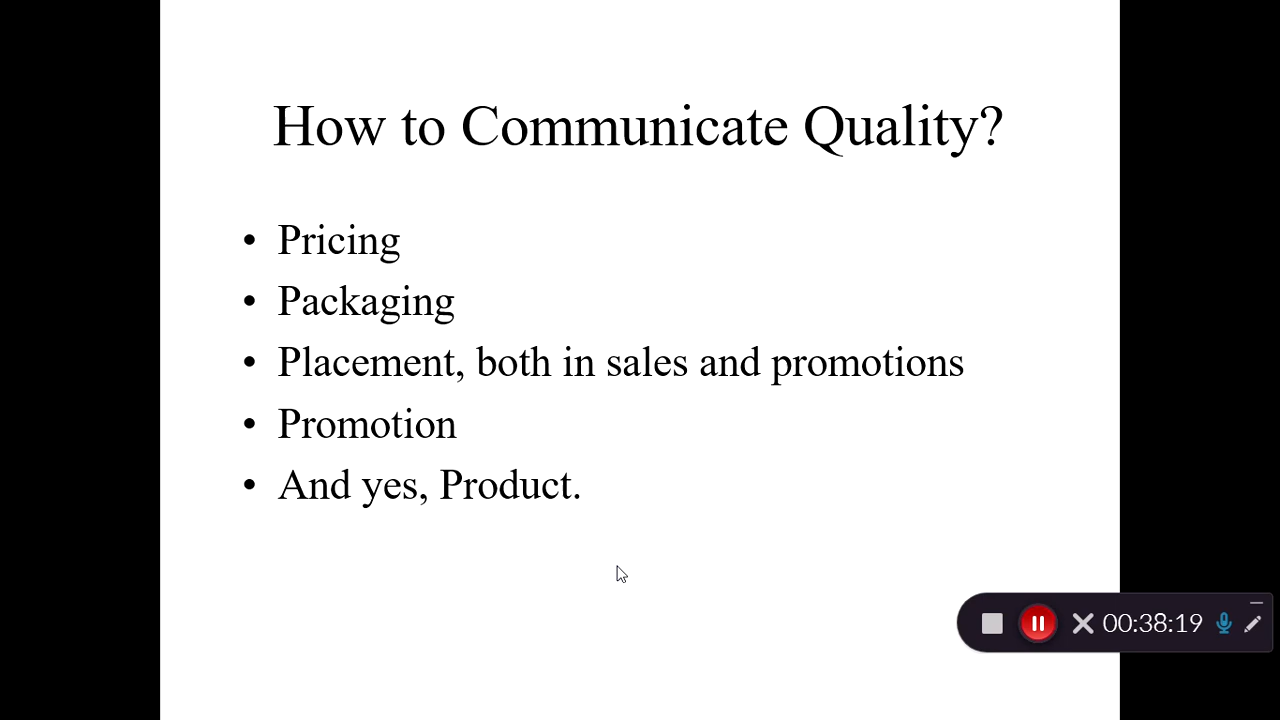 How to Communicate Quality?
• Pricing
• Packaging
• Placement, both in sales and promotions
• Promotion
• And yes, Product.
00:38:19